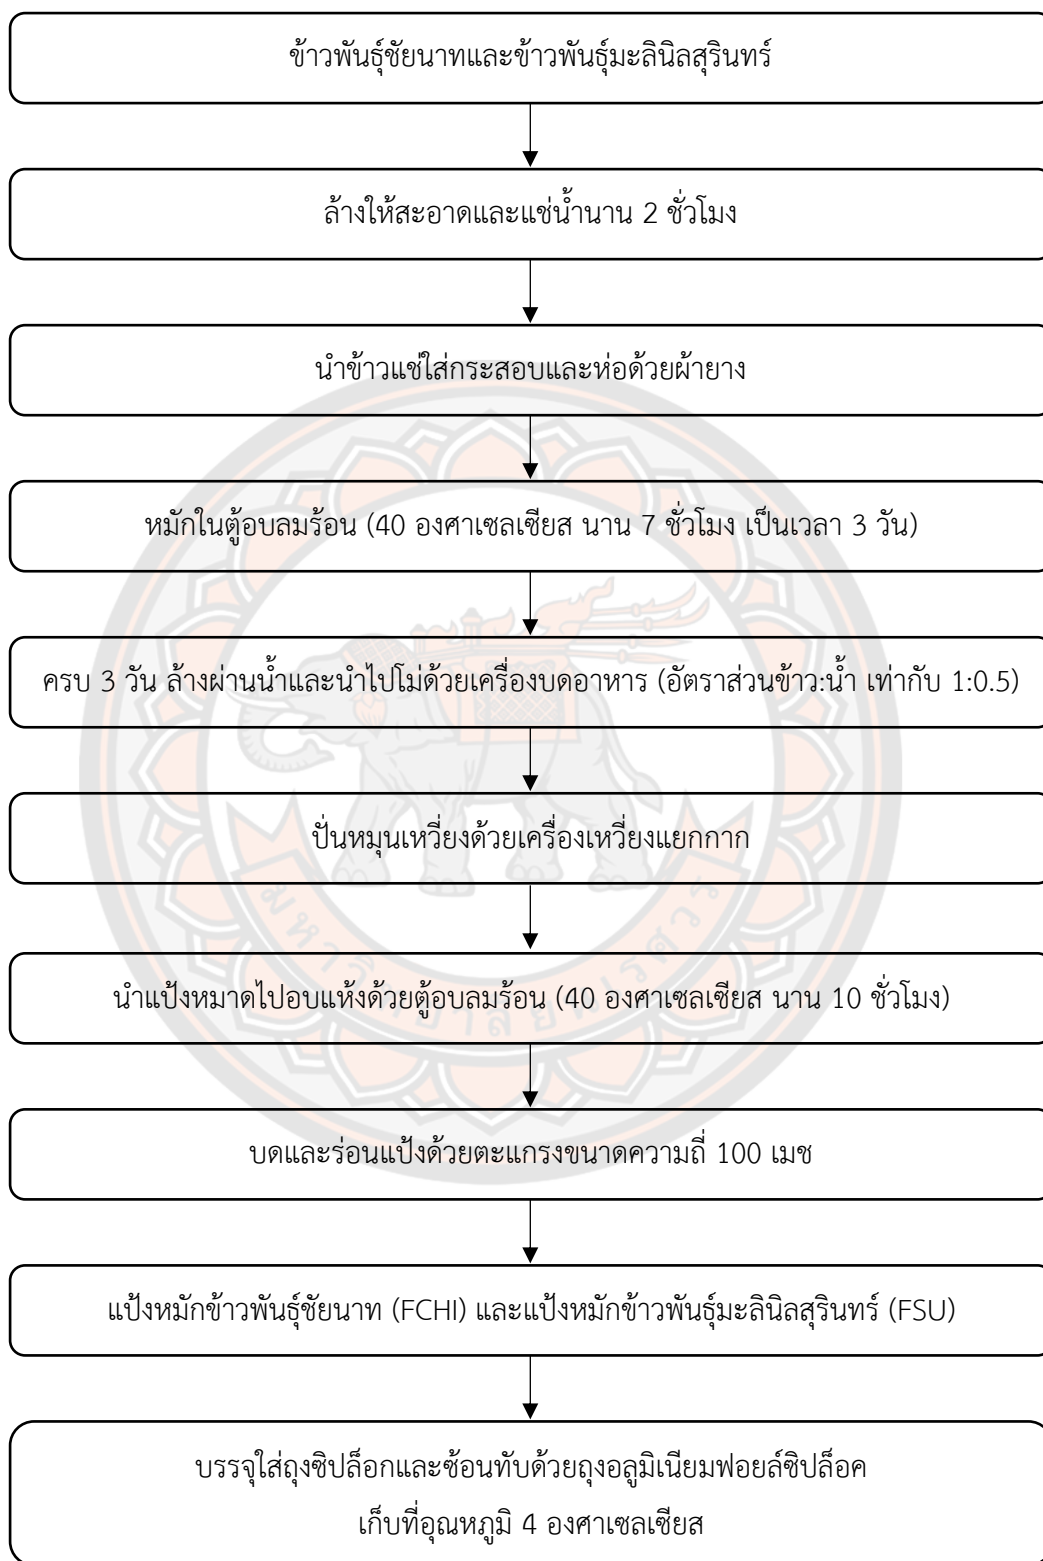 ข้าวพันธุ์ชัยนาทและข้าวพันธุ์มะลินิลสุรินทร์
ล้างให้สะอาดและแช่น้ำนาน 2 ชั่วโมง
นำข้าวแช่ใส่กระสอบและห่อด้วยผ้ายาง
หมักในตู้อบลมร้อน (40 องศาเซลเซียส นาน 7 ชั่วโมง เป็นเวลา 3 วัน)
ครบ 3 วัน ล้างผ่านน้ำและนำไปโม่ด้วยเครื่องบดอาหาร (อัตราส่วนข้าว:น้ำ เท่ากับ 1:0.5)
ปั่นหมุนเหวี่ยงด้วยเครื่องเหวี่ยงแยกกาก
นำแป้งหมาดไปอบแห้งด้วยตู้อบลมร้อน (40 องศาเซลเซียส นาน 10 ชั่วโมง)
บดและร่อนแป้งด้วยตะแกรงขนาดความถี่ 100 เมช
แป้งหมักข้าวพันธุ์ชัยนาท (FCHI) และแป้งหมักข้าวพันธุ์มะลินิลสุรินทร์ (FSU)
บรรจุใส่ถุงซิปล็อกและซ้อนทับด้วยถุงอลูมิเนียมฟอยล์ซิปล็อค
เก็บที่อุณหภูมิ 4 องศาเซลเซียส
มหาวิทยาลัยนเรศวร